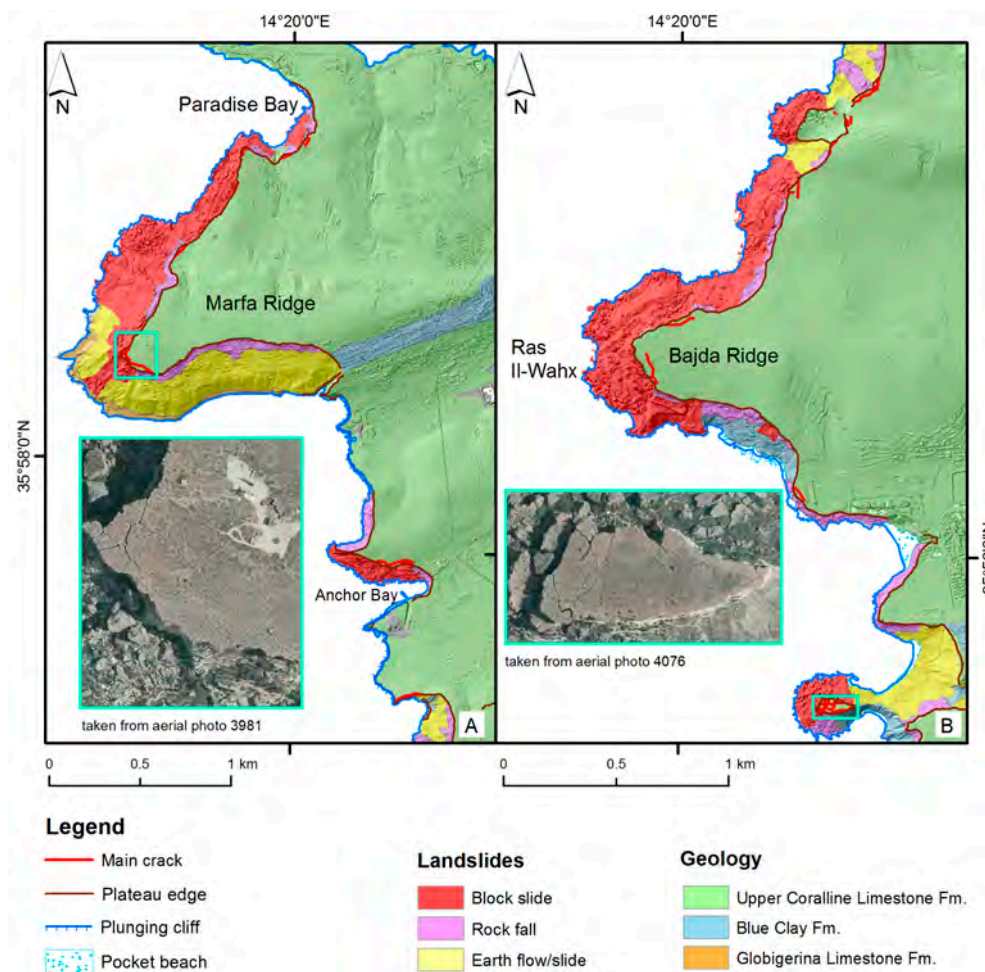 14°20'0"E
14°20'0"E
N
Paradise Bay
Marfa Ridge
35°58'0"N
Anchor Bay
taken from aerial photo 3981
A
N
Ras
Il-Wahx
Bajda Ridge
taken from aerial photo 4076
B
0 0.5 1 km
0 0.5 1 km
Legend
Main crack
Plateau edge
Plunging cliff
Pocket beach
Landslides
Block slide
Rock fall
Earth flow/slide
Geology
Upper Coralline Limestone Fm.
Blue Clay Fm.
Globigerina Limestone Fm.